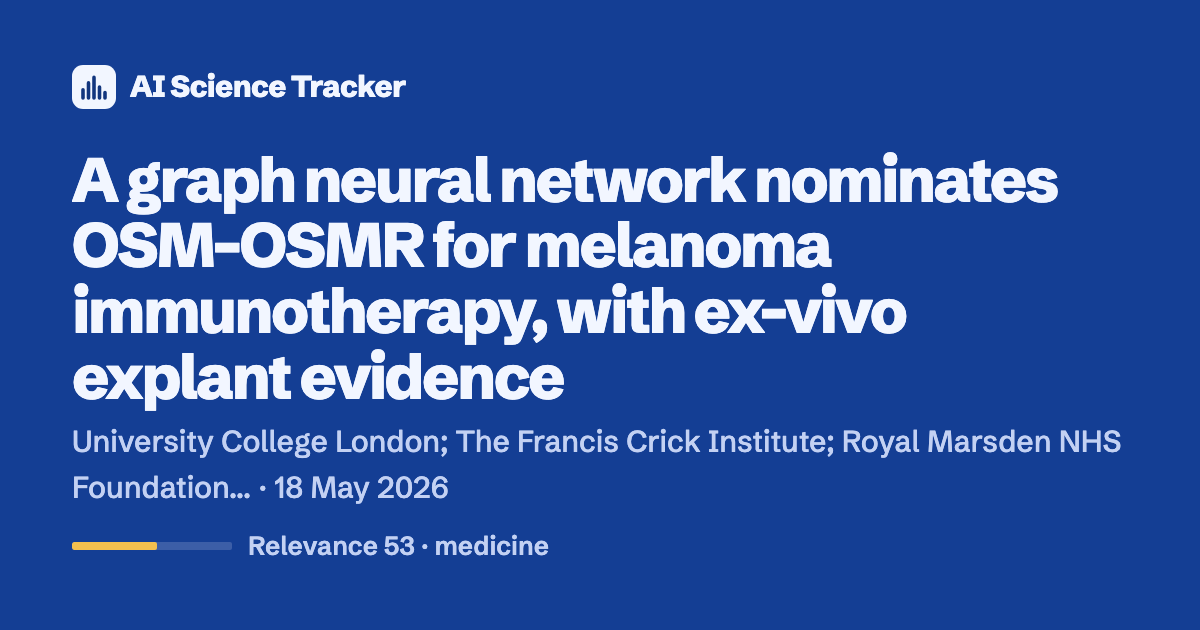 AI Science Tracker
A graph neural network nominates
OSM-OSMR for melanoma
immunotherapy, with ex-vivo
explant evidence
University College London; The Francis Crick Institute; Royal Marsden NHS
Foundation... · 18 May 2026
Relevance 53 · medicine